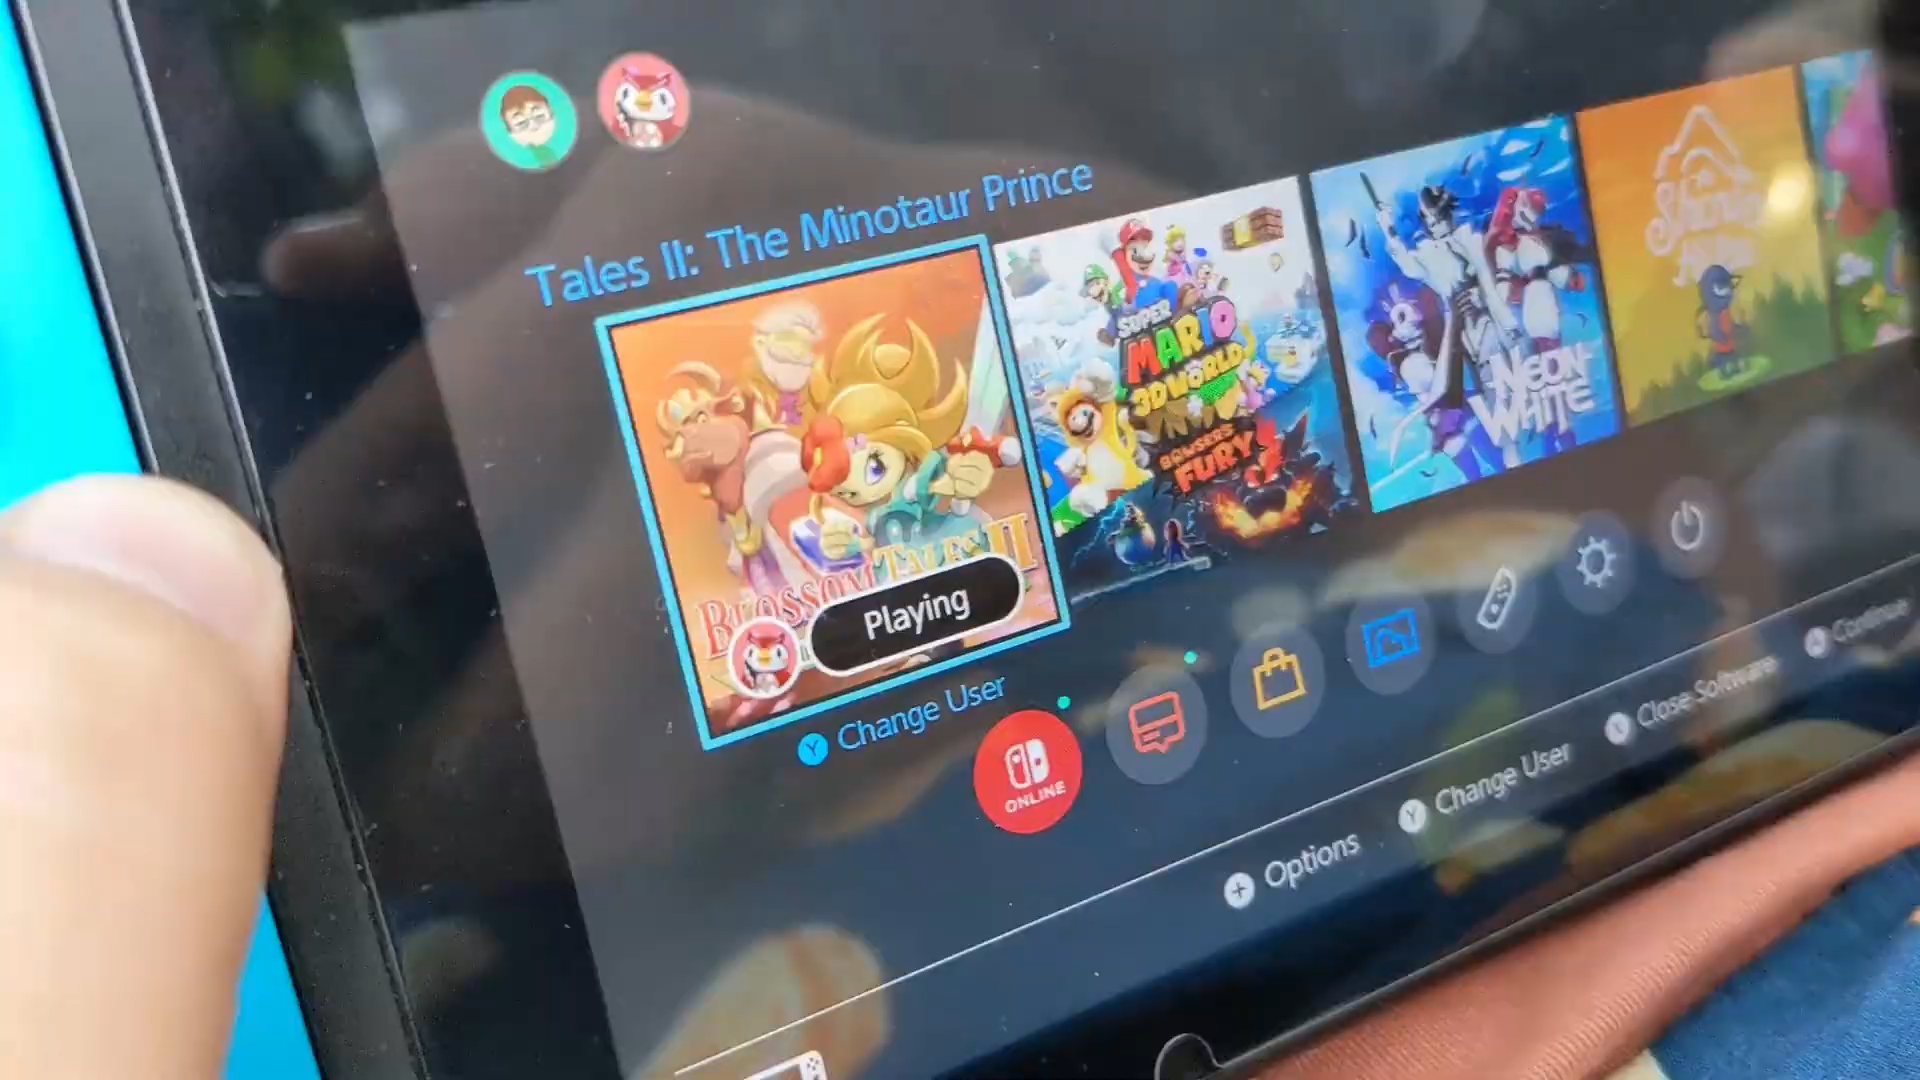 Tales II: The Minotaur Prince
BLOSSOM TALES II
Playing
SUPER
MARIO
3D WORLD
BOWSER'S
FURY
NEON
WHITE
Y Change User
ONLINE
+ Options
Y Change User
X Close Software
A Continue